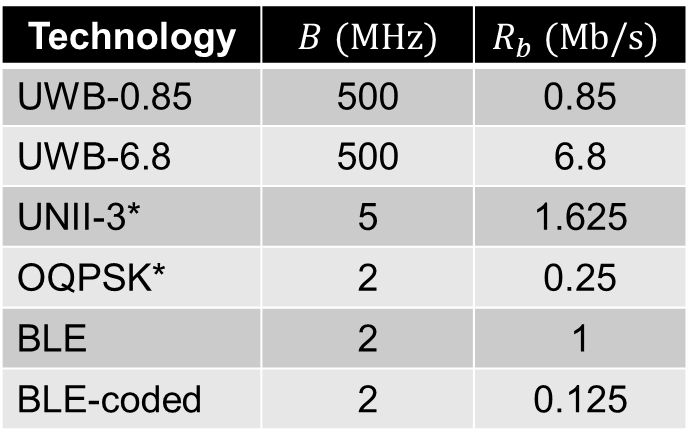 Technology B (MHz) R_b (Mb/s)
UWB-0.85 500 0.85
UWB-6.8 500 6.8
UNII-3* 5 1.625
OQPSK* 2 0.25
BLE 2 1
BLE-coded 2 0.125